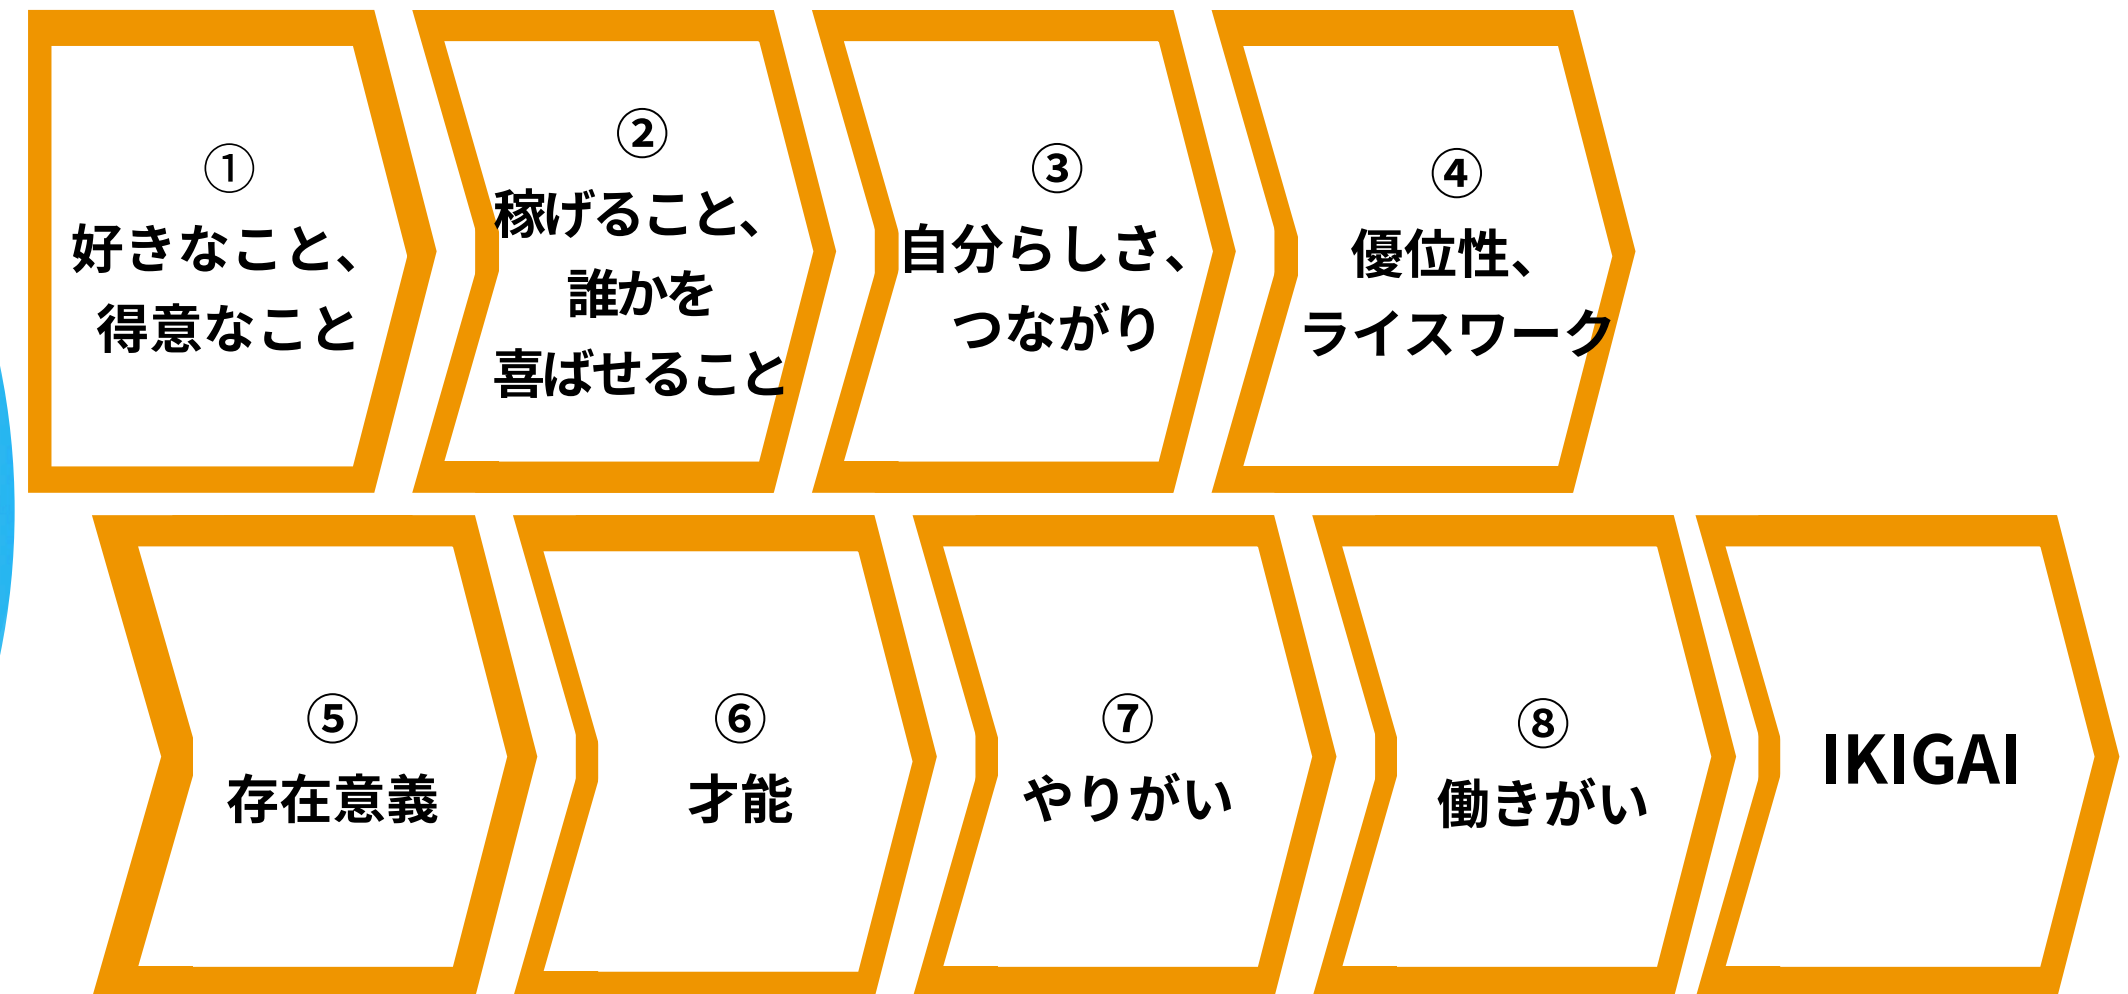 ①
好きなこと、
得意なこと
②
稼げること、
誰かを
喜ばせること
③
自分らしさ、
つながり
④
優位性、
ライスワーク
⑤
存在意義
⑥
才能
⑦
やりがい
⑧
働きがい
IKIGAI